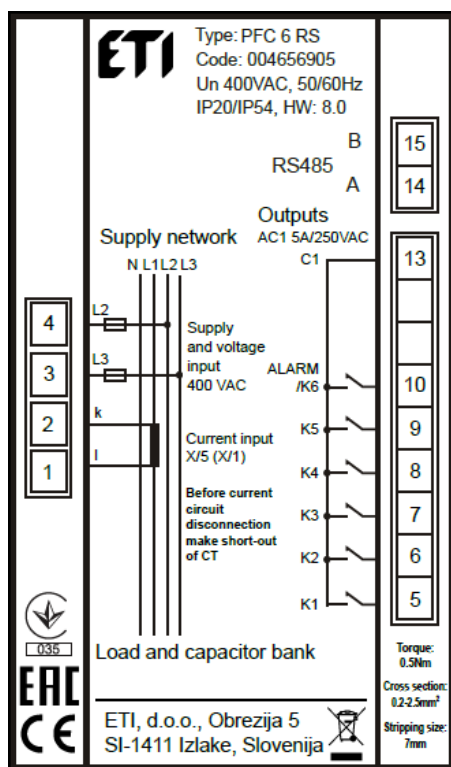 ETI
Type: PFC 6 RS
Code: 004656905
Un 400VAC, 50/60Hz
IP20/IP54, HW: 8.0
B
15
RS485
A
14
Outputs
AC1 5A/250VAC
Supply network
C1
13
N L1 L2 L3
L2
4
Supply
and voltage
input
400 VAC
L3
3
ALARM
/K6
10
k
2
K5
9
Current input
X/5 (X/1)
l
1
K4
8
Before current
circuit
disconnection
make short-out
of CT
K3
7
K2
6
K1
5
035
Load and capacitor bank
Torque:
0.5Nm
Cross section:
0.2-2.5mm²
Stripping size:
7mm
EAC
CE
ETI, d.o.o., Obrezija 5
SI-1411 Izlake, Slovenija